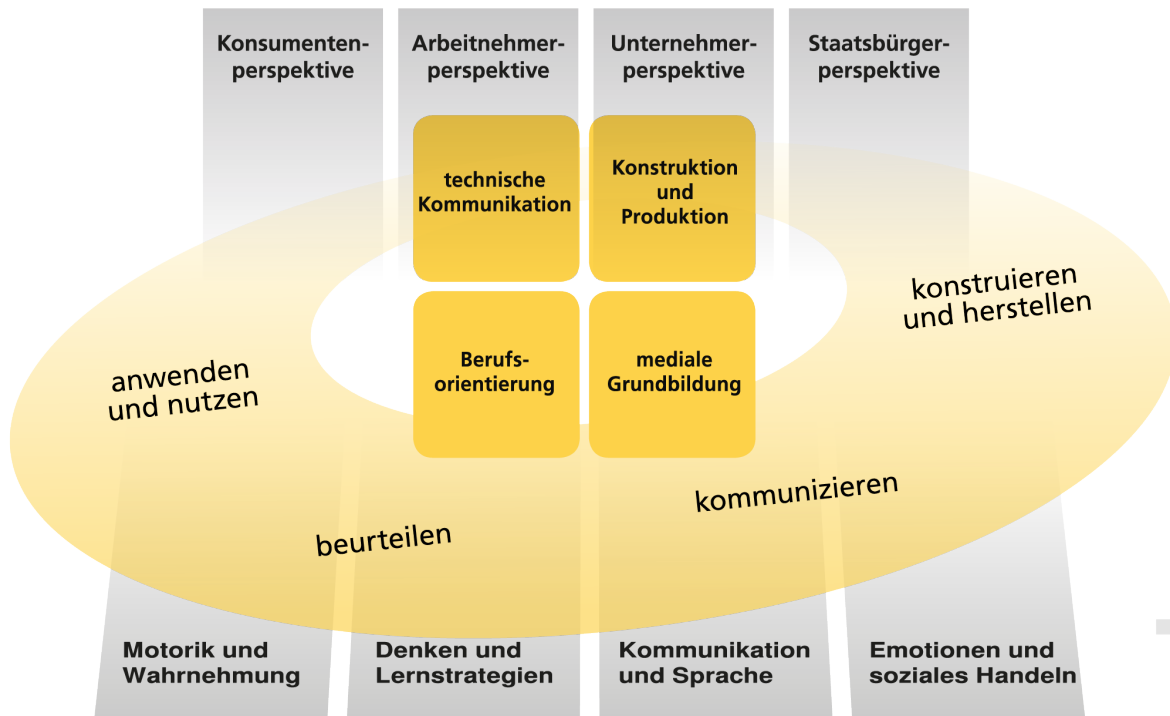 Konsumenten-
perspektive
Arbeitnehmer-
perspektive
Unternehmer-
perspektive
Staatsbürger-
perspektive
technische
Kommunikation
Konstruktion
und
Produktion
Berufs-
orientierung
mediale
Grundbildung
konstruieren
und herstellen
anwenden
und nutzen
kommunizieren
beurteilen
Motorik und
Wahrnehmung
Denken und
Lernstrategien
Kommunikation
und Sprache
Emotionen und
soziales Handeln